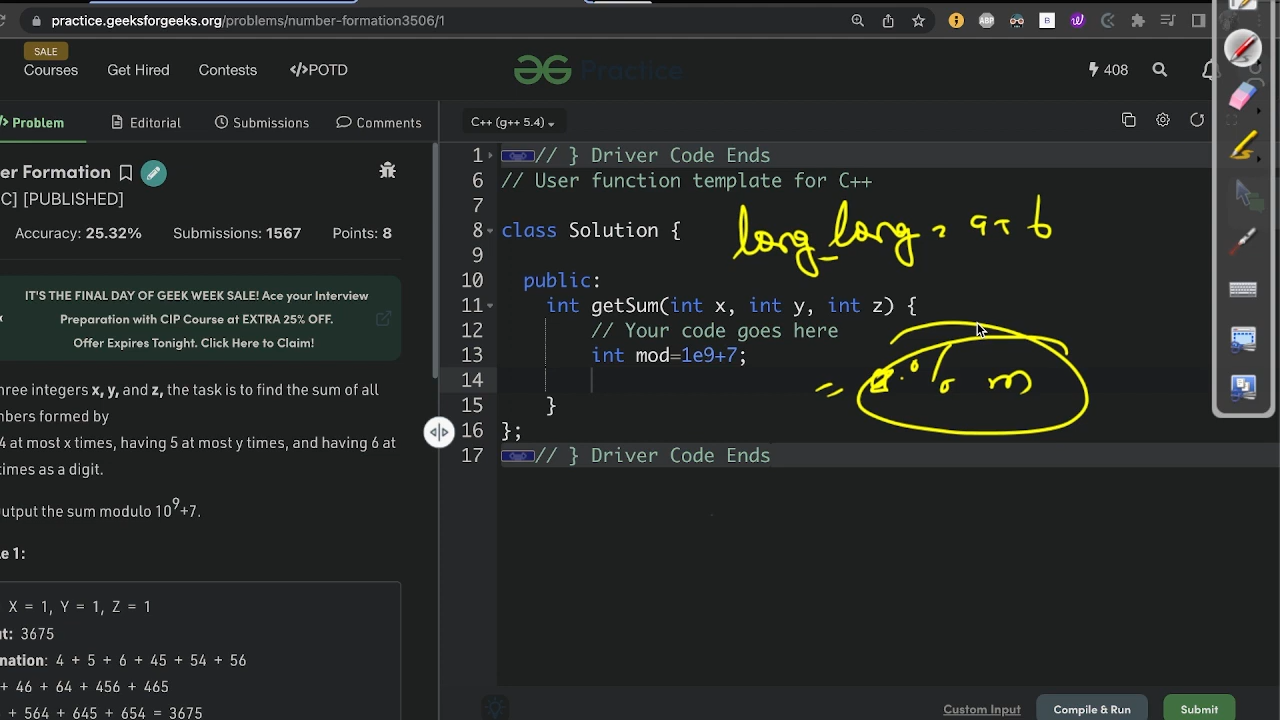 practice.geeksforgeeks.org/problems/number-formation3506/1
ABP
B
SALE
Courses
Get Hired
Contests
</>POTD
Practice
408
Problem
Editorial
Submissions
Comments
C++ (g++ 5.4)
er Formation
C] [PUBLISHED]
Accuracy: 25.32% Submissions: 1567 Points: 8
IT'S THE FINAL DAY OF GEEK WEEK SALE! Ace your Interview
Preparation with CIP Course at EXTRA 25% OFF.
Offer Expires Tonight. Click Here to Claim!
hree integers x, y, and z, the task is to find the sum of all
mbers formed by
4 at most x times, having 5 at most y times, and having 6 at
times as a digit.
utput the sum modulo 10^9+7.
e 1:
X = 1, Y = 1, Z = 1
ut: 3675
nation: 4 + 5 + 6 + 45 + 54 + 56
+ 46 + 64 + 456 + 465
+ 564 + 645 + 654 = 3675
1 // } Driver Code Ends
6 // User function template for C++
7
8 class Solution {
9
10 public:
11 int getSum(int x, int y, int z) {
12 // Your code goes here
13 int mod=1e9+7;
14
15 }
16 };
17 // } Driver Code Ends
long_long
b
= % m
Custom Input
Compile & Run
Submit